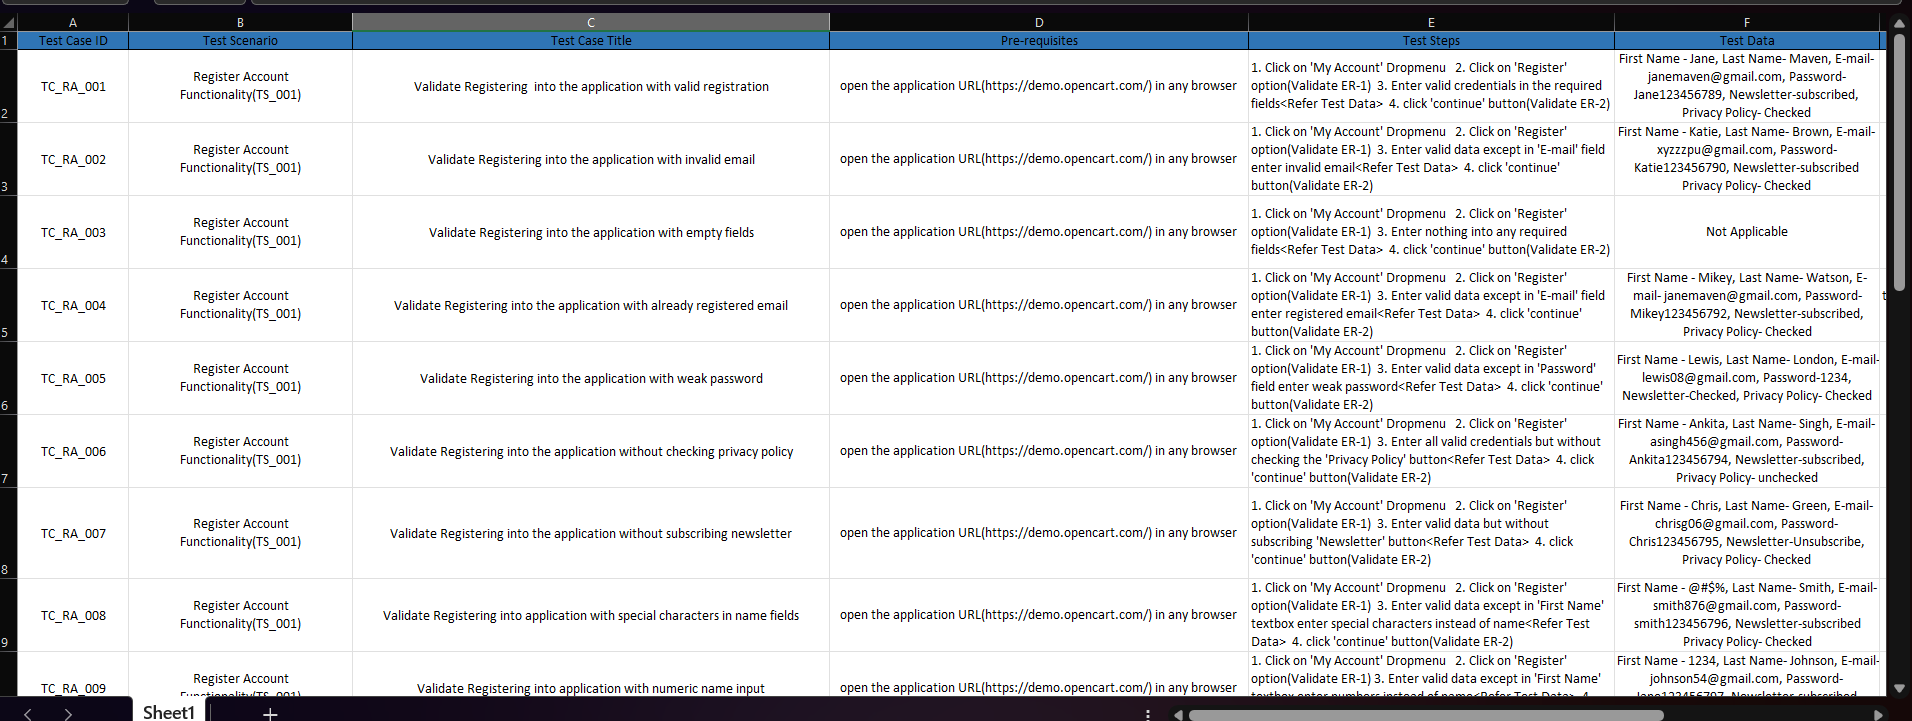 A B C D E F
1 Test Case ID Test Scenario Test Case Title Pre-requisites Test Steps Test Data
TC_RA_001
Register Account
Functionality(TS_001)
Validate Registering  into the application with valid registration
open the application URL(https://demo.opencart.com/) in any browser
1. Click on 'My Account' Dropmenu   2. Click on 'Register'
option(Validate ER-1)  3. Enter valid credentials in the required
fields<Refer Test Data>  4. click 'continue' button(Validate ER-2)
First Name - Jane, Last Name- Maven, E-mail-
janemaven@gmail.com, Password-
Jane123456789, Newsletter-subscribed,
Privacy Policy- Checked
2
TC_RA_002
Register Account
Functionality(TS_001)
Validate Registering into the application with invalid email
open the application URL(https://demo.opencart.com/) in any browser
1. Click on 'My Account' Dropmenu   2. Click on 'Register'
option(Validate ER-1)  3. Enter valid data except in 'E-mail' field
enter invalid email<Refer Test Data>  4. click 'continue'
button(Validate ER-2)
First Name - Katie, Last Name- Brown, E-mail-
xyzzzpu@gmail.com, Password-
Katie123456790, Newsletter-subscribed
Privacy Policy- Checked
3
TC_RA_003
Register Account
Functionality(TS_001)
Validate Registering into the application with empty fields
open the application URL(https://demo.opencart.com/) in any browser
1. Click on 'My Account' Dropmenu   2. Click on 'Register'
option(Validate ER-1)  3. Enter nothing into any required
fields<Refer Test Data>  4. click 'continue' button(Validate ER-2)
Not Applicable
4
TC_RA_004
Register Account
Functionality(TS_001)
Validate Registering into the application with already registered email
open the application URL(https://demo.opencart.com/) in any browser
1. Click on 'My Account' Dropmenu   2. Click on 'Register'
option(Validate ER-1)  3. Enter valid data except in 'E-mail' field
enter registered email<Refer Test Data>  4. click 'continue'
button(Validate ER-2)
First Name - Mikey, Last Name- Watson, E-
mail- janemaven@gmail.com, Password-
Mikey123456792, Newsletter-subscribed,
Privacy Policy- Checked
5
TC_RA_005
Register Account
Functionality(TS_001)
Validate Registering into the application with weak password
open the application URL(https://demo.opencart.com/) in any browser
1. Click on 'My Account' Dropmenu   2. Click on 'Register'
option(Validate ER-1)  3. Enter valid data except in 'Password'
field enter weak password<Refer Test Data>  4. click 'continue'
button(Validate ER-2)
First Name - Lewis, Last Name- London, E-mail-
lewis08@gmail.com, Password-1234,
Newsletter-Checked, Privacy Policy- Checked
6
TC_RA_006
Register Account
Functionality(TS_001)
Validate Registering into the application without checking privacy policy
open the application URL(https://demo.opencart.com/) in any browser
1. Click on 'My Account' Dropmenu   2. Click on 'Register'
option(Validate ER-1)  3. Enter all valid credentials but without
checking the 'Privacy Policy' button<Refer Test Data>  4. click
'continue' button(Validate ER-2)
First Name - Ankita, Last Name- Singh, E-mail-
asingh456@gmail.com, Password-
Ankita123456794, Newsletter-subscribed,
Privacy Policy- unchecked
7
TC_RA_007
Register Account
Functionality(TS_001)
Validate Registering into the application without subscribing newsletter
open the application URL(https://demo.opencart.com/) in any browser
1. Click on 'My Account' Dropmenu   2. Click on 'Register'
option(Validate ER-1)  3. Enter valid data but without
subscribing 'Newsletter' button<Refer Test Data>  4. click
'continue' button(Validate ER-2)
First Name - Chris, Last Name- Green, E-mail-
chrisg06@gmail.com, Password-
Chris123456795, Newsletter-Unsubscribe,
Privacy Policy- Checked
8
TC_RA_008
Register Account
Functionality(TS_001)
Validate Registering into application with special characters in name fields
open the application URL(https://demo.opencart.com/) in any browser
1. Click on 'My Account' Dropmenu   2. Click on 'Register'
option(Validate ER-1)  3. Enter valid data except in 'First Name'
textbox enter special characters instead of name<Refer Test
Data>  4. click 'continue' button(Validate ER-2)
First Name - @#$%, Last Name- Smith, E-mail-
smith876@gmail.com, Password-
smith123456796, Newsletter-subscribed
Privacy Policy- Checked
9
TC_RA_009
Register Account
Functionality(TS_001)
Validate Registering into application with numeric name input
open the application URL(https://demo.opencart.com/) in any browser
1. Click on 'My Account' Dropmenu   2. Click on 'Register'
option(Validate ER-1) 3. Enter valid data except in 'First Name'
textbox enter numbers instead of name<Refer Test Data>  4.
First Name - 1234, Last Name- Johnson, E-mail-
johnson54@gmail.com, Password-
Sheet1